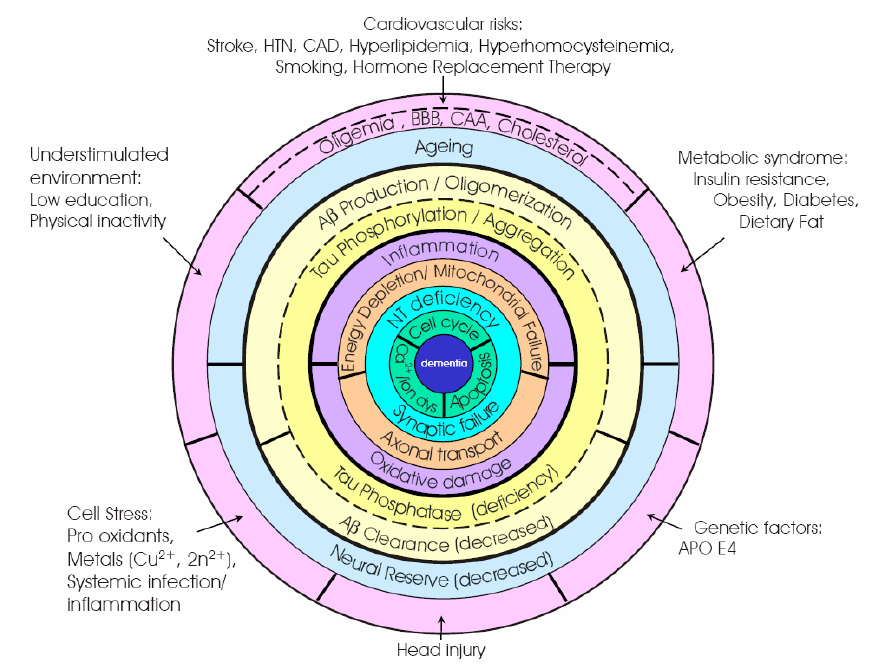 Cardiovascular risks:
Stroke, HTN, CAD, Hyperlipidemia, Hyperhomocysteinemia,
Smoking, Hormone Replacement Therapy
Understimulated
environment:
Low education,
Physical inactivity
Metabolic syndrome:
Insulin resistance,
Obesity, Diabetes,
Dietary Fat
Oligemia , BBB, CAA, Cholesterol
Ageing
Aβ Production / Oligomerization
Tau Phosphorylation / Aggregation
Inflammation
Energy Depletion/ Mitochondrial Failure
NT deficiency
Cell cycle
dementia
Ca2+/ion dys
Apoptosis
Synaptic failure
Axonal transport
Oxidative damage
Tau Phosphatase (deficiency)
Aβ Clearance (decreased)
Neural Reserve (decreased)
Cell Stress:
Pro oxidants,
Metals (Cu2+, 2n2+),
Systemic infection/
inflammation
Genetic factors:
APO E4
Head injury